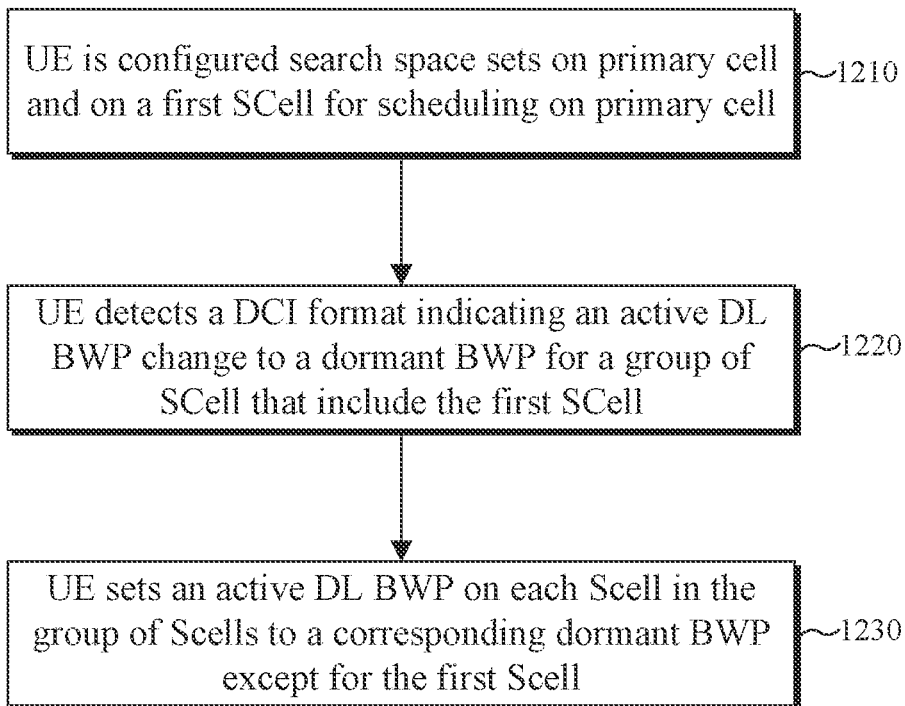 UE is configured search space sets on primary cell
and on a first SCell for scheduling on primary cell
1210
UE detects a DCI format indicating an active DL
BWP change to a dormant BWP for a group of
SCell that include the first SCell
1220
UE sets an active DL BWP on each Scell in the
group of Scells to a corresponding dormant BWP
except for the first Scell
1230